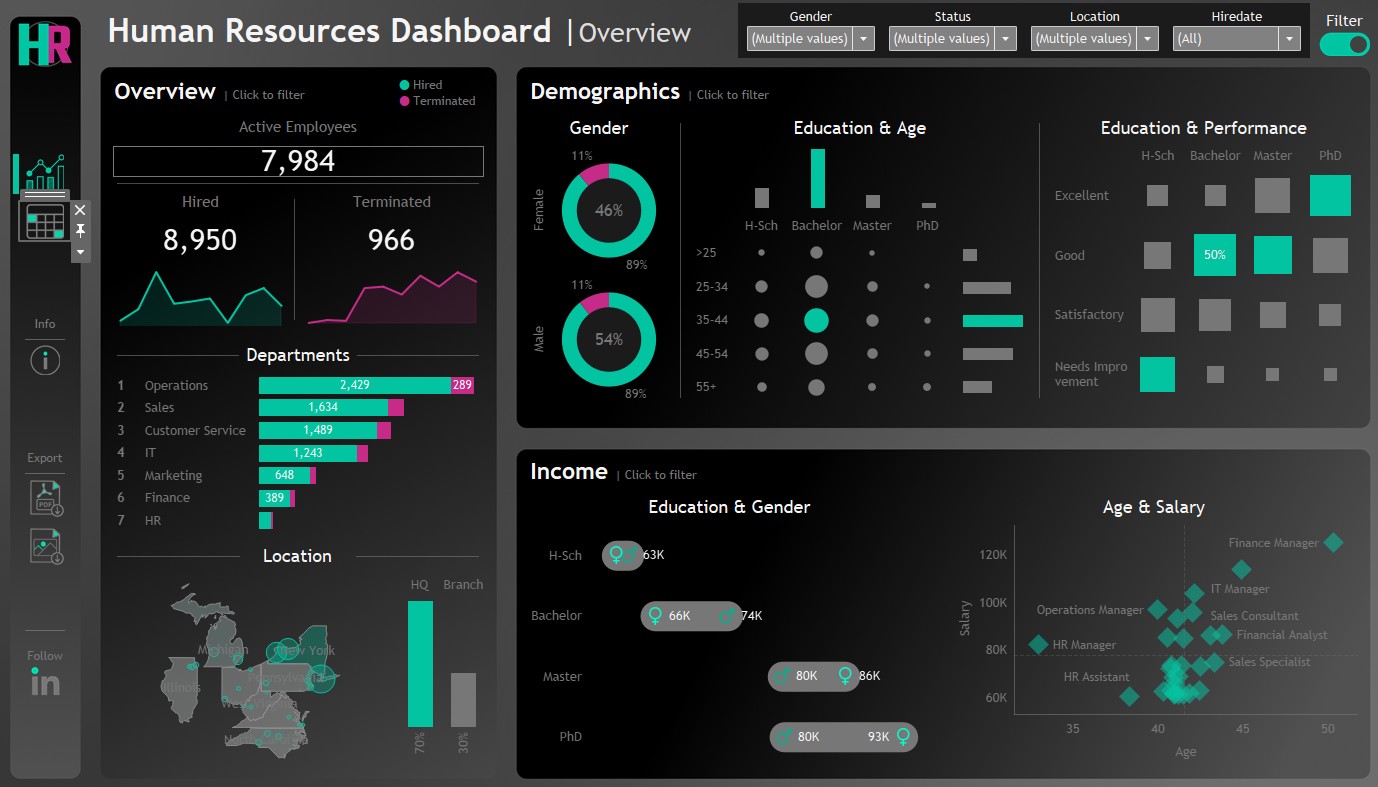 HR
Human Resources Dashboard | Overview
Gender
Status
Location
Hiredate
Filter
(Multiple values)
(Multiple values)
(Multiple values)
(All)
Info
Export
PDF
Follow
in
Overview | Click to filter
Hired
Terminated
Active Employees
7,984
Hired
Terminated
8,950
966
Departments
1 Operations 2,429 289
2 Sales 1,634
3 Customer Service 1,489
4 IT 1,243
5 Marketing 648
6 Finance 389
7 HR
Location
HQ Branch
Michigan
New York
Pennsylvania
Illinois
West Virginia
North Carolina
70% 30%
Demographics | Click to filter
Gender
11%
Female
46%
89%
11%
Male
54%
89%
Education & Age
H-Sch Bachelor Master PhD
>25
25-34
35-44
45-54
55+
Education & Performance
H-Sch Bachelor Master PhD
Excellent
Good 50%
Satisfactory
Needs Impro
vement
Income | Click to filter
Education & Gender
H-Sch 63K
Bachelor 66K 74K
Master 80K 86K
PhD 80K 93K
Age & Salary
120K
100K
80K
60K
Salary
Finance Manager
IT Manager
Operations Manager
Sales Consultant
Financial Analyst
HR Manager
Sales Specialist
HR Assistant
35 40 45 50
Age